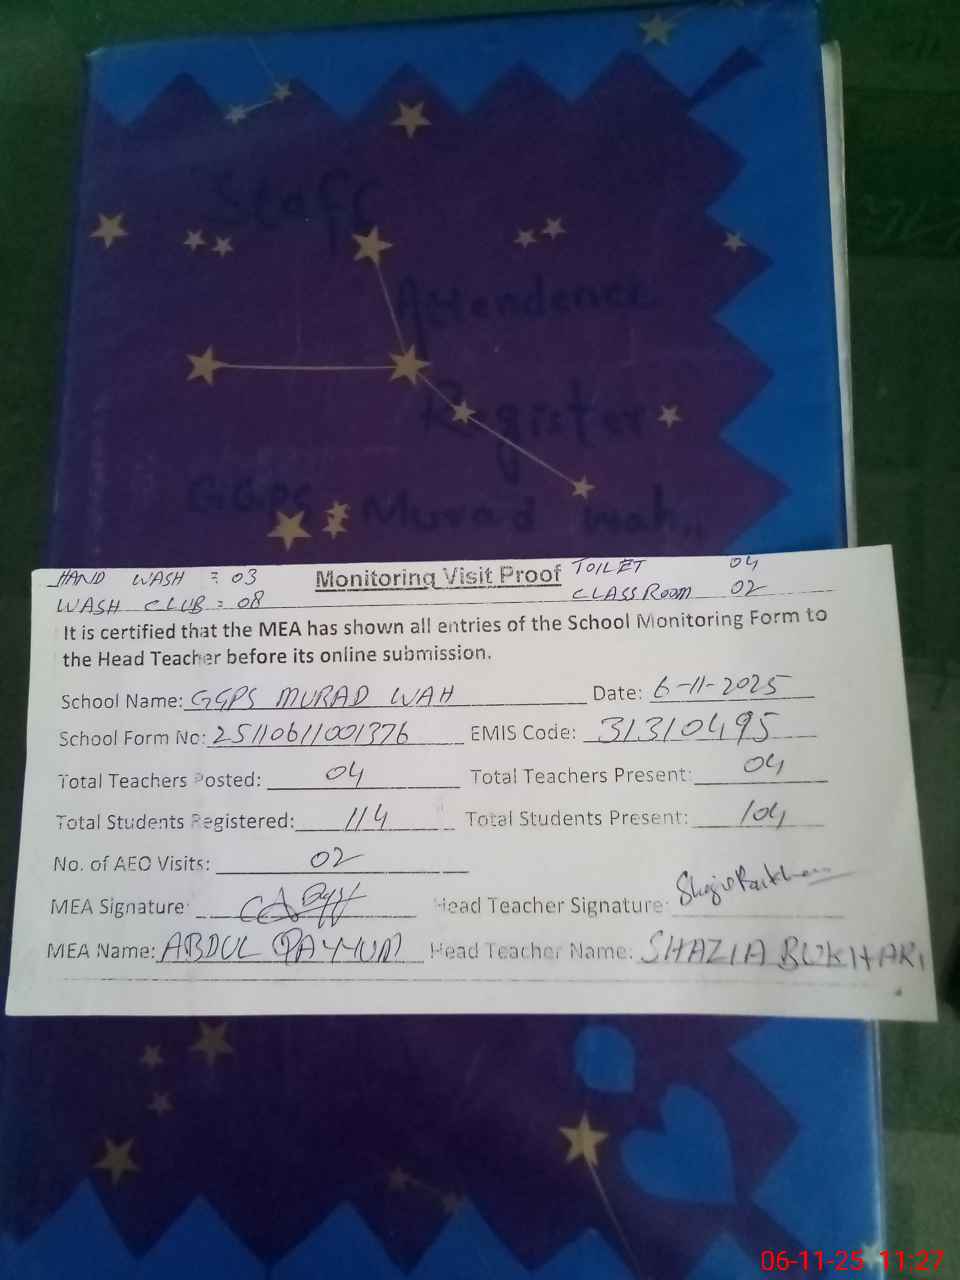 Staff
Attendence
Register
GGPS Murad Wah
HAND WASH = 03
WASH CLUB = 08
Monitoring Visit Proof
TOILET 04
CLASS ROOM 02
It is certified that the MEA has shown all entries of the School Monitoring Form to
the Head Teacher before its online submission.
School Name: GGPS MURAD WAH Date: 6-11-2025
School Form No: 25110611001376 EMIS Code: 31310495
Total Teachers Posted: 04 Total Teachers Present: 04
Total Students Registered: 114 Total Students Present: 104
No. of AEO Visits: 02
MEA Signature: Head Teacher Signature:
MEA Name: ABDUL QAYYUM Head Teacher Name: SHAZIA BUKHARI
06-11-25 11:27